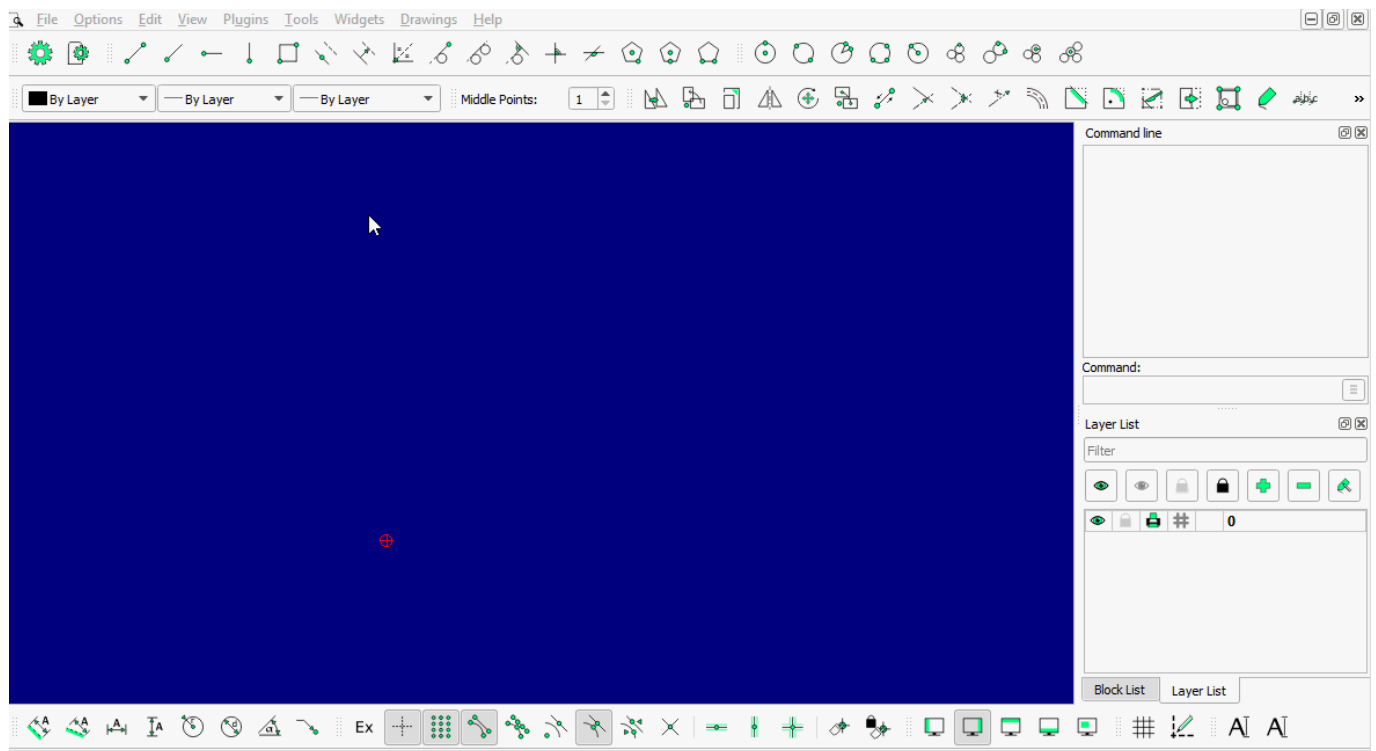 File Options Edit View Plugins Tools Widgets Drawings Help
By Layer By Layer By Layer Middle Points: 1 abc »
Command line
Command:
Layer List
Filter
0
Block List Layer List
A A A A Ex A A